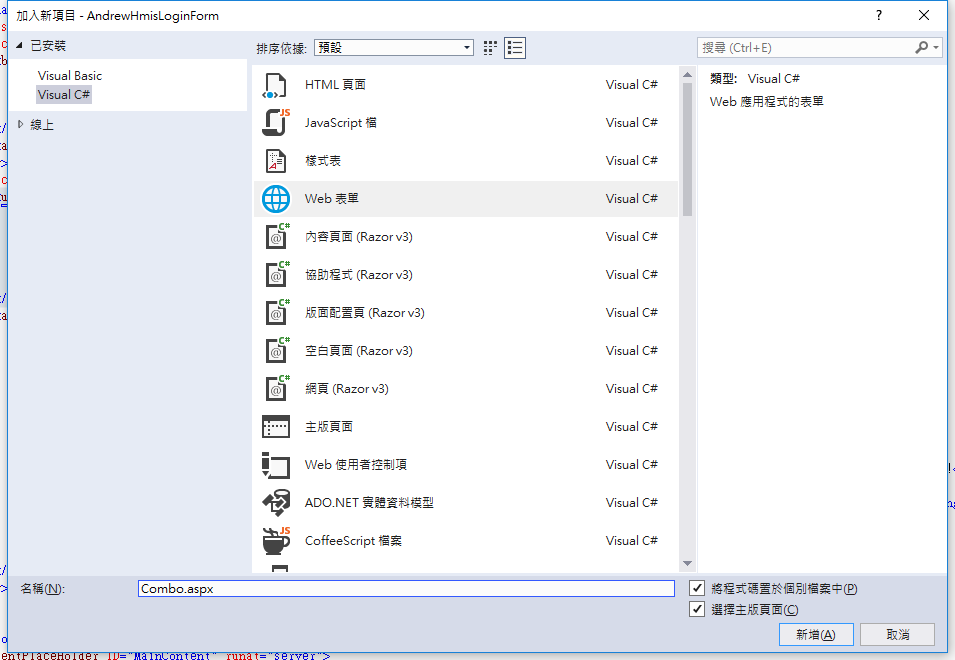 加入新項目 - AndrewHmisLoginForm
?
已安裝
Visual Basic
Visual C#
線上
排序依據: 預設
搜尋 (Ctrl+E)
HTML 頁面 Visual C#
JS
JavaScript 檔 Visual C#
樣式表 Visual C#
Web 表單 Visual C#
C#
@
內容頁面 (Razor v3) Visual C#
C#
@
協助程式 (Razor v3) Visual C#
C#
@
版面配置頁 (Razor v3) Visual C#
C#
@
空白頁面 (Razor v3) Visual C#
C#
@
網頁 (Razor v3) Visual C#
主版頁面 Visual C#
Web 使用者控制項 Visual C#
ADO.NET 實體資料模型 Visual C#
JS
CoffeeScript 檔案 Visual C#
類型: Visual C#
Web 應用程式的表單
名稱(N): Combo.aspx
將程式碼置於個別檔案中(P)
選擇主版頁面(C)
新增(A) 取消
entPlaceHolder ID="MainContent" runat="server">